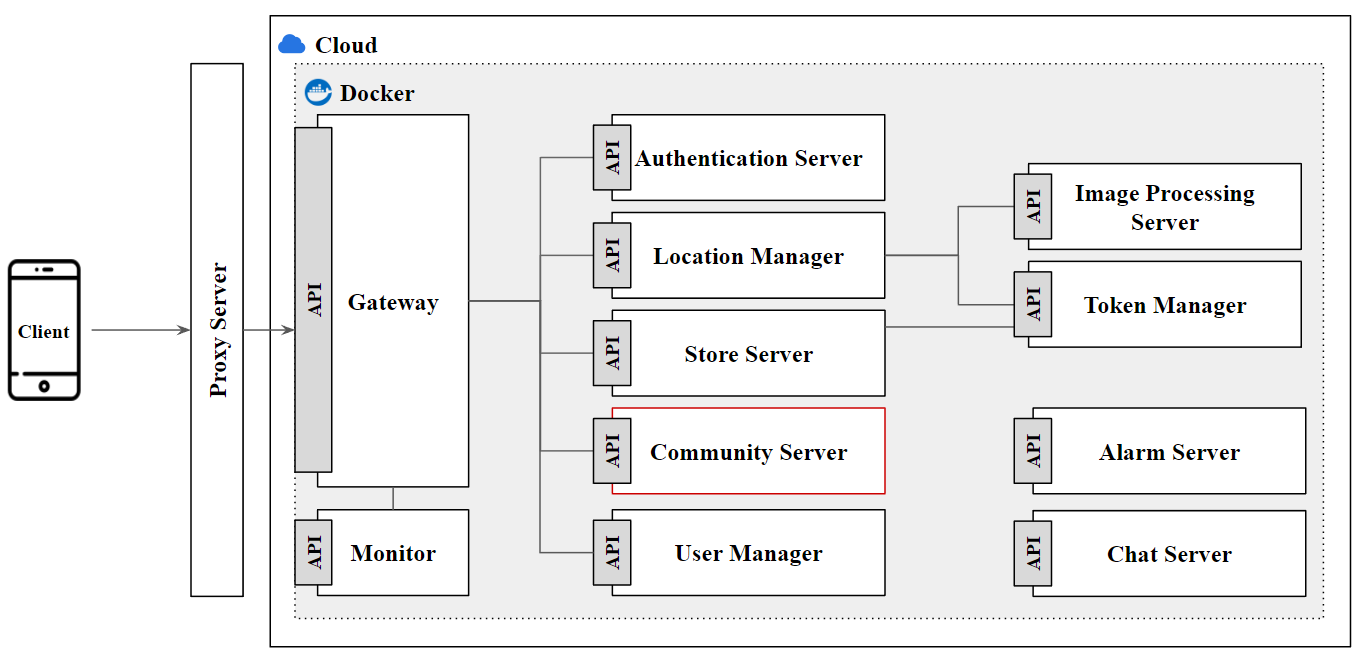 Cloud
Docker
Client
Proxy Server
API
Gateway
API
Monitor
API
Authentication Server
API
Location Manager
API
Store Server
API
Community Server
API
User Manager
API
Image Processing
Server
API
Token Manager
API
Alarm Server
API
Chat Server